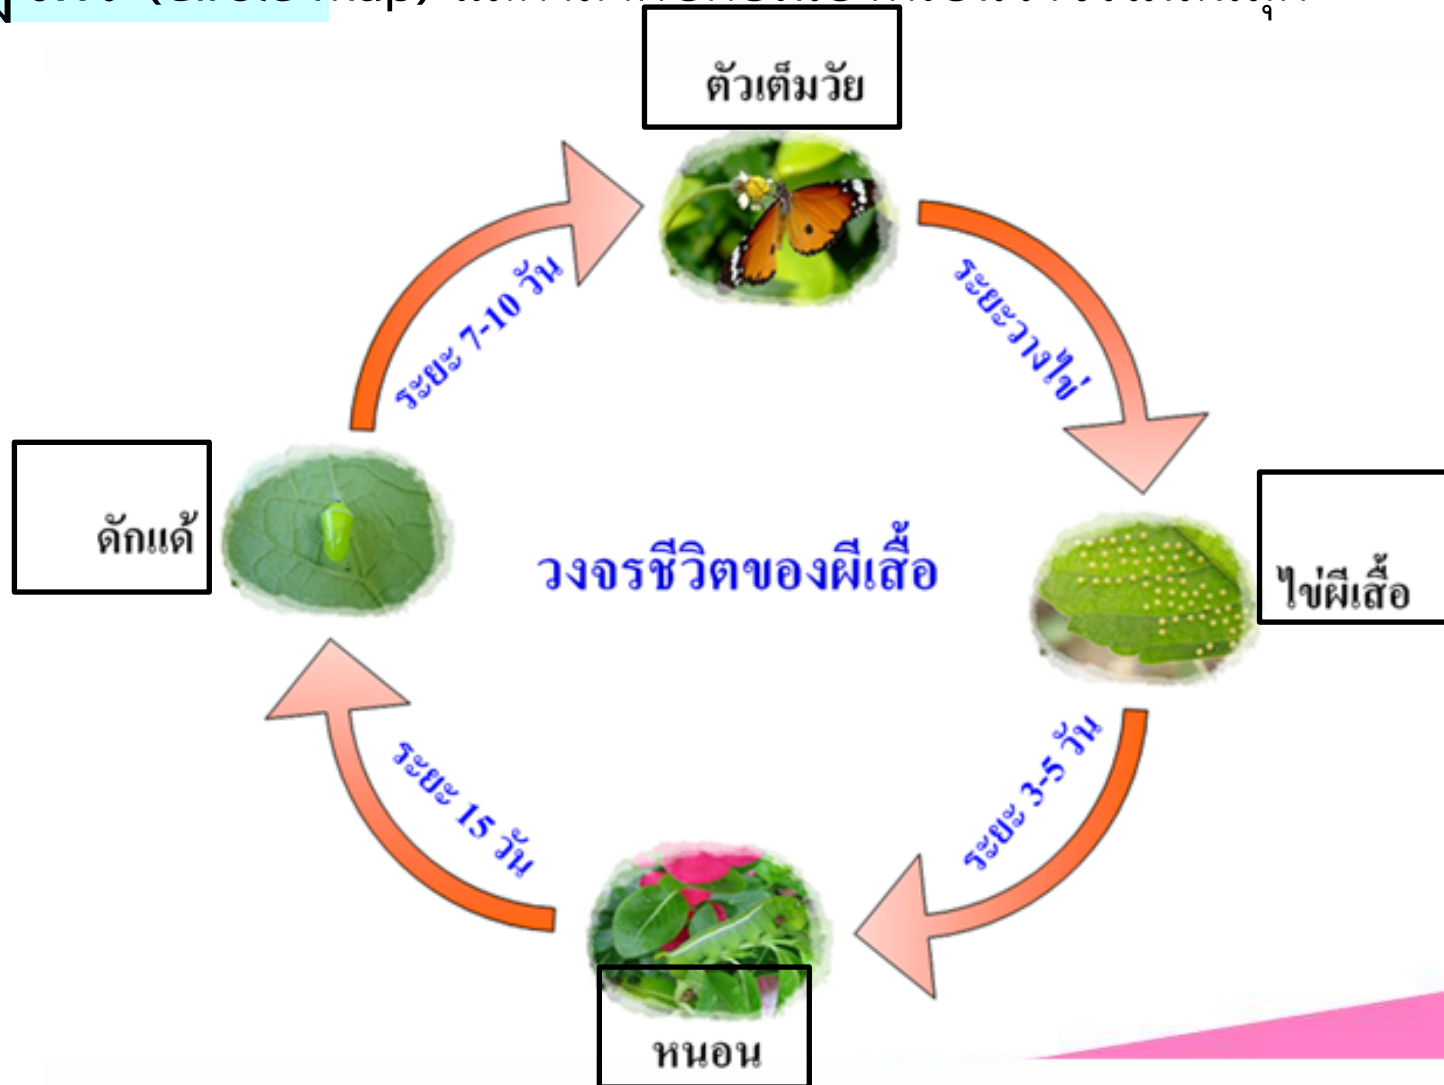 (Circle Map)
ตัวเต็มวัย
ระยะ 7-10 วัน
ระยะวางไข่
ดักแด้
วงจรชีวิตของผีเสื้อ
ไข่ผีเสื้อ
ระยะ 15 วัน
ระยะ 3-5 วัน
หนอน